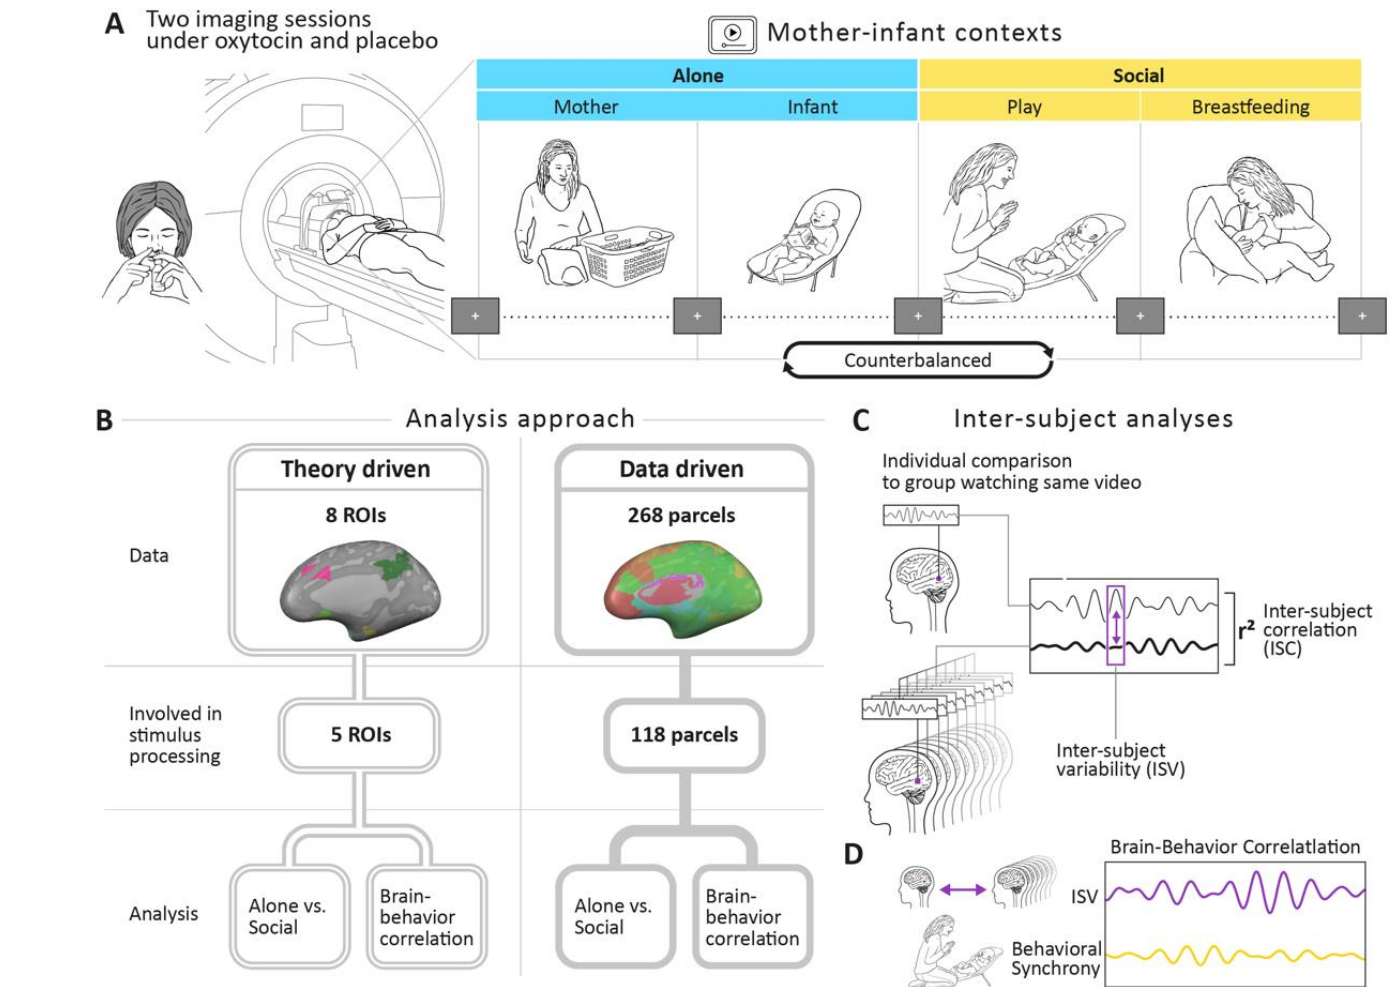 A
Two imaging sessions
under oxytocin and placebo
Mother-infant contexts
Alone
Social
Mother
Infant
Play
Breastfeeding
+
+
+
+
+
Counterbalanced
B
Analysis approach
Theory driven
Data driven
8 ROIs
268 parcels
Data
Involved in
stimulus
processing
5 ROIs
118 parcels
Analysis
Alone vs.
Social
Brain-
behavior
correlation
Alone vs.
Social
Brain-
behavior
correlation
C
Inter-subject analyses
Individual comparison
to group watching same video
r²
Inter-subject
correlation
(ISC)
Inter-subject
variability (ISV)
D
Brain-Behavior Correlatlation
ISV
Behavioral
Synchrony